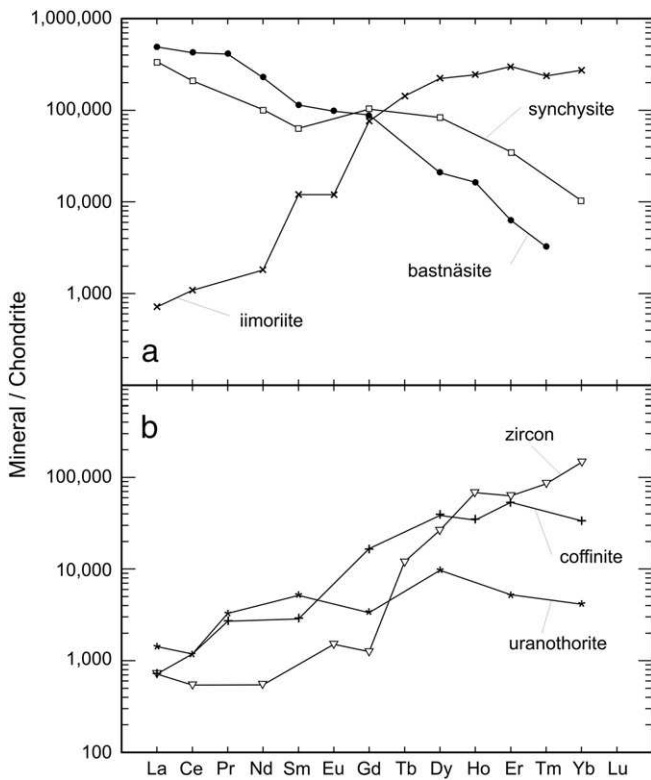 1,000,000
100,000
synchysite
10,000
bastnäsite
1,000
iimoriite
a
Mineral / Chondrite
b
zircon
100,000
coffinite
10,000
uranothorite
1,000
100
La Ce Pr Nd Sm Eu Gd Tb Dy Ho Er Tm Yb Lu